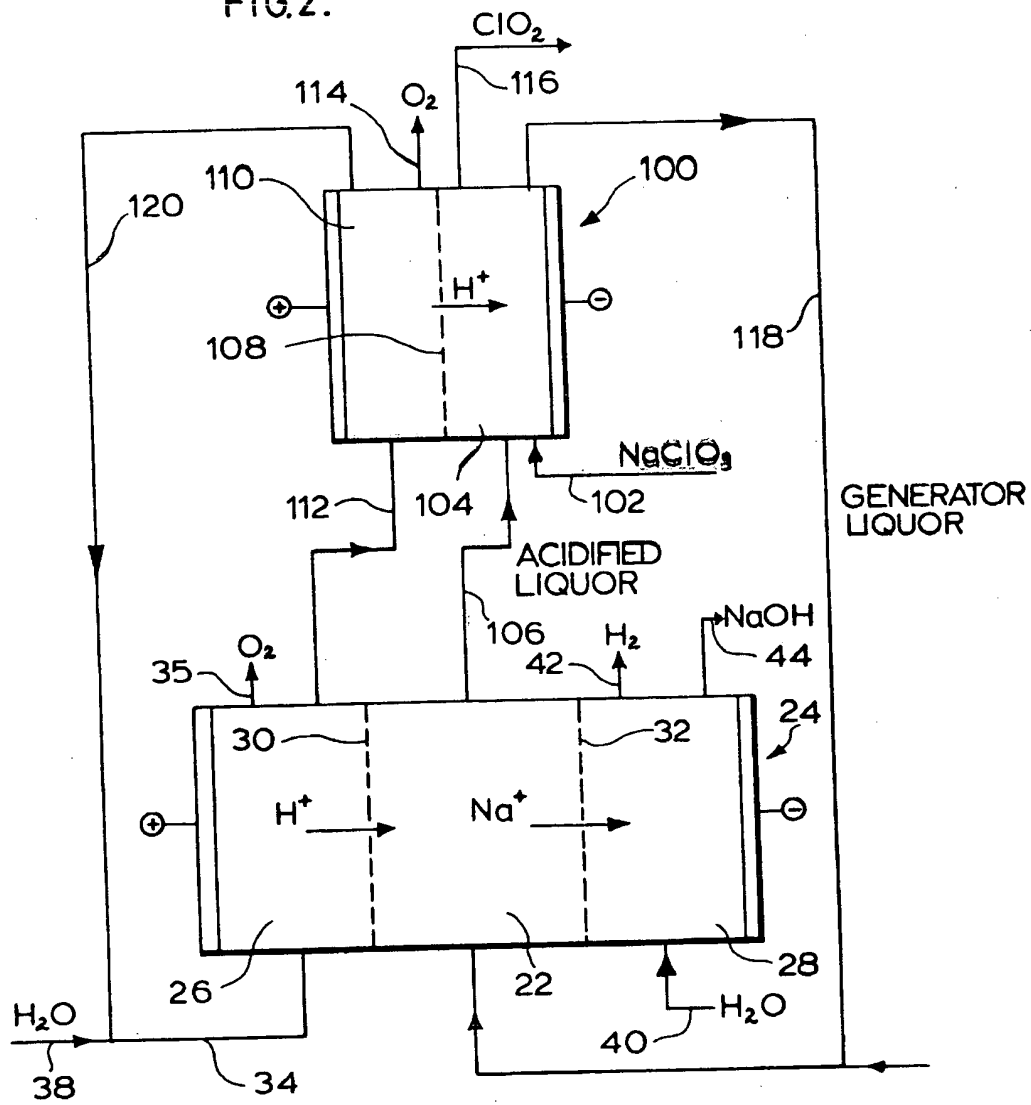 FIG. 2.
ClO2
116
O2
114
110
100
120
H+
+
−
108
118
NaClO3
112
104
102
GENERATOR
LIQUOR
ACIDIFIED
LIQUOR
106
O2
H2
NaOH
35
42
44
30
32
24
H+
Na+
+
−
26
22
28
H2O
H2O
40
38
34